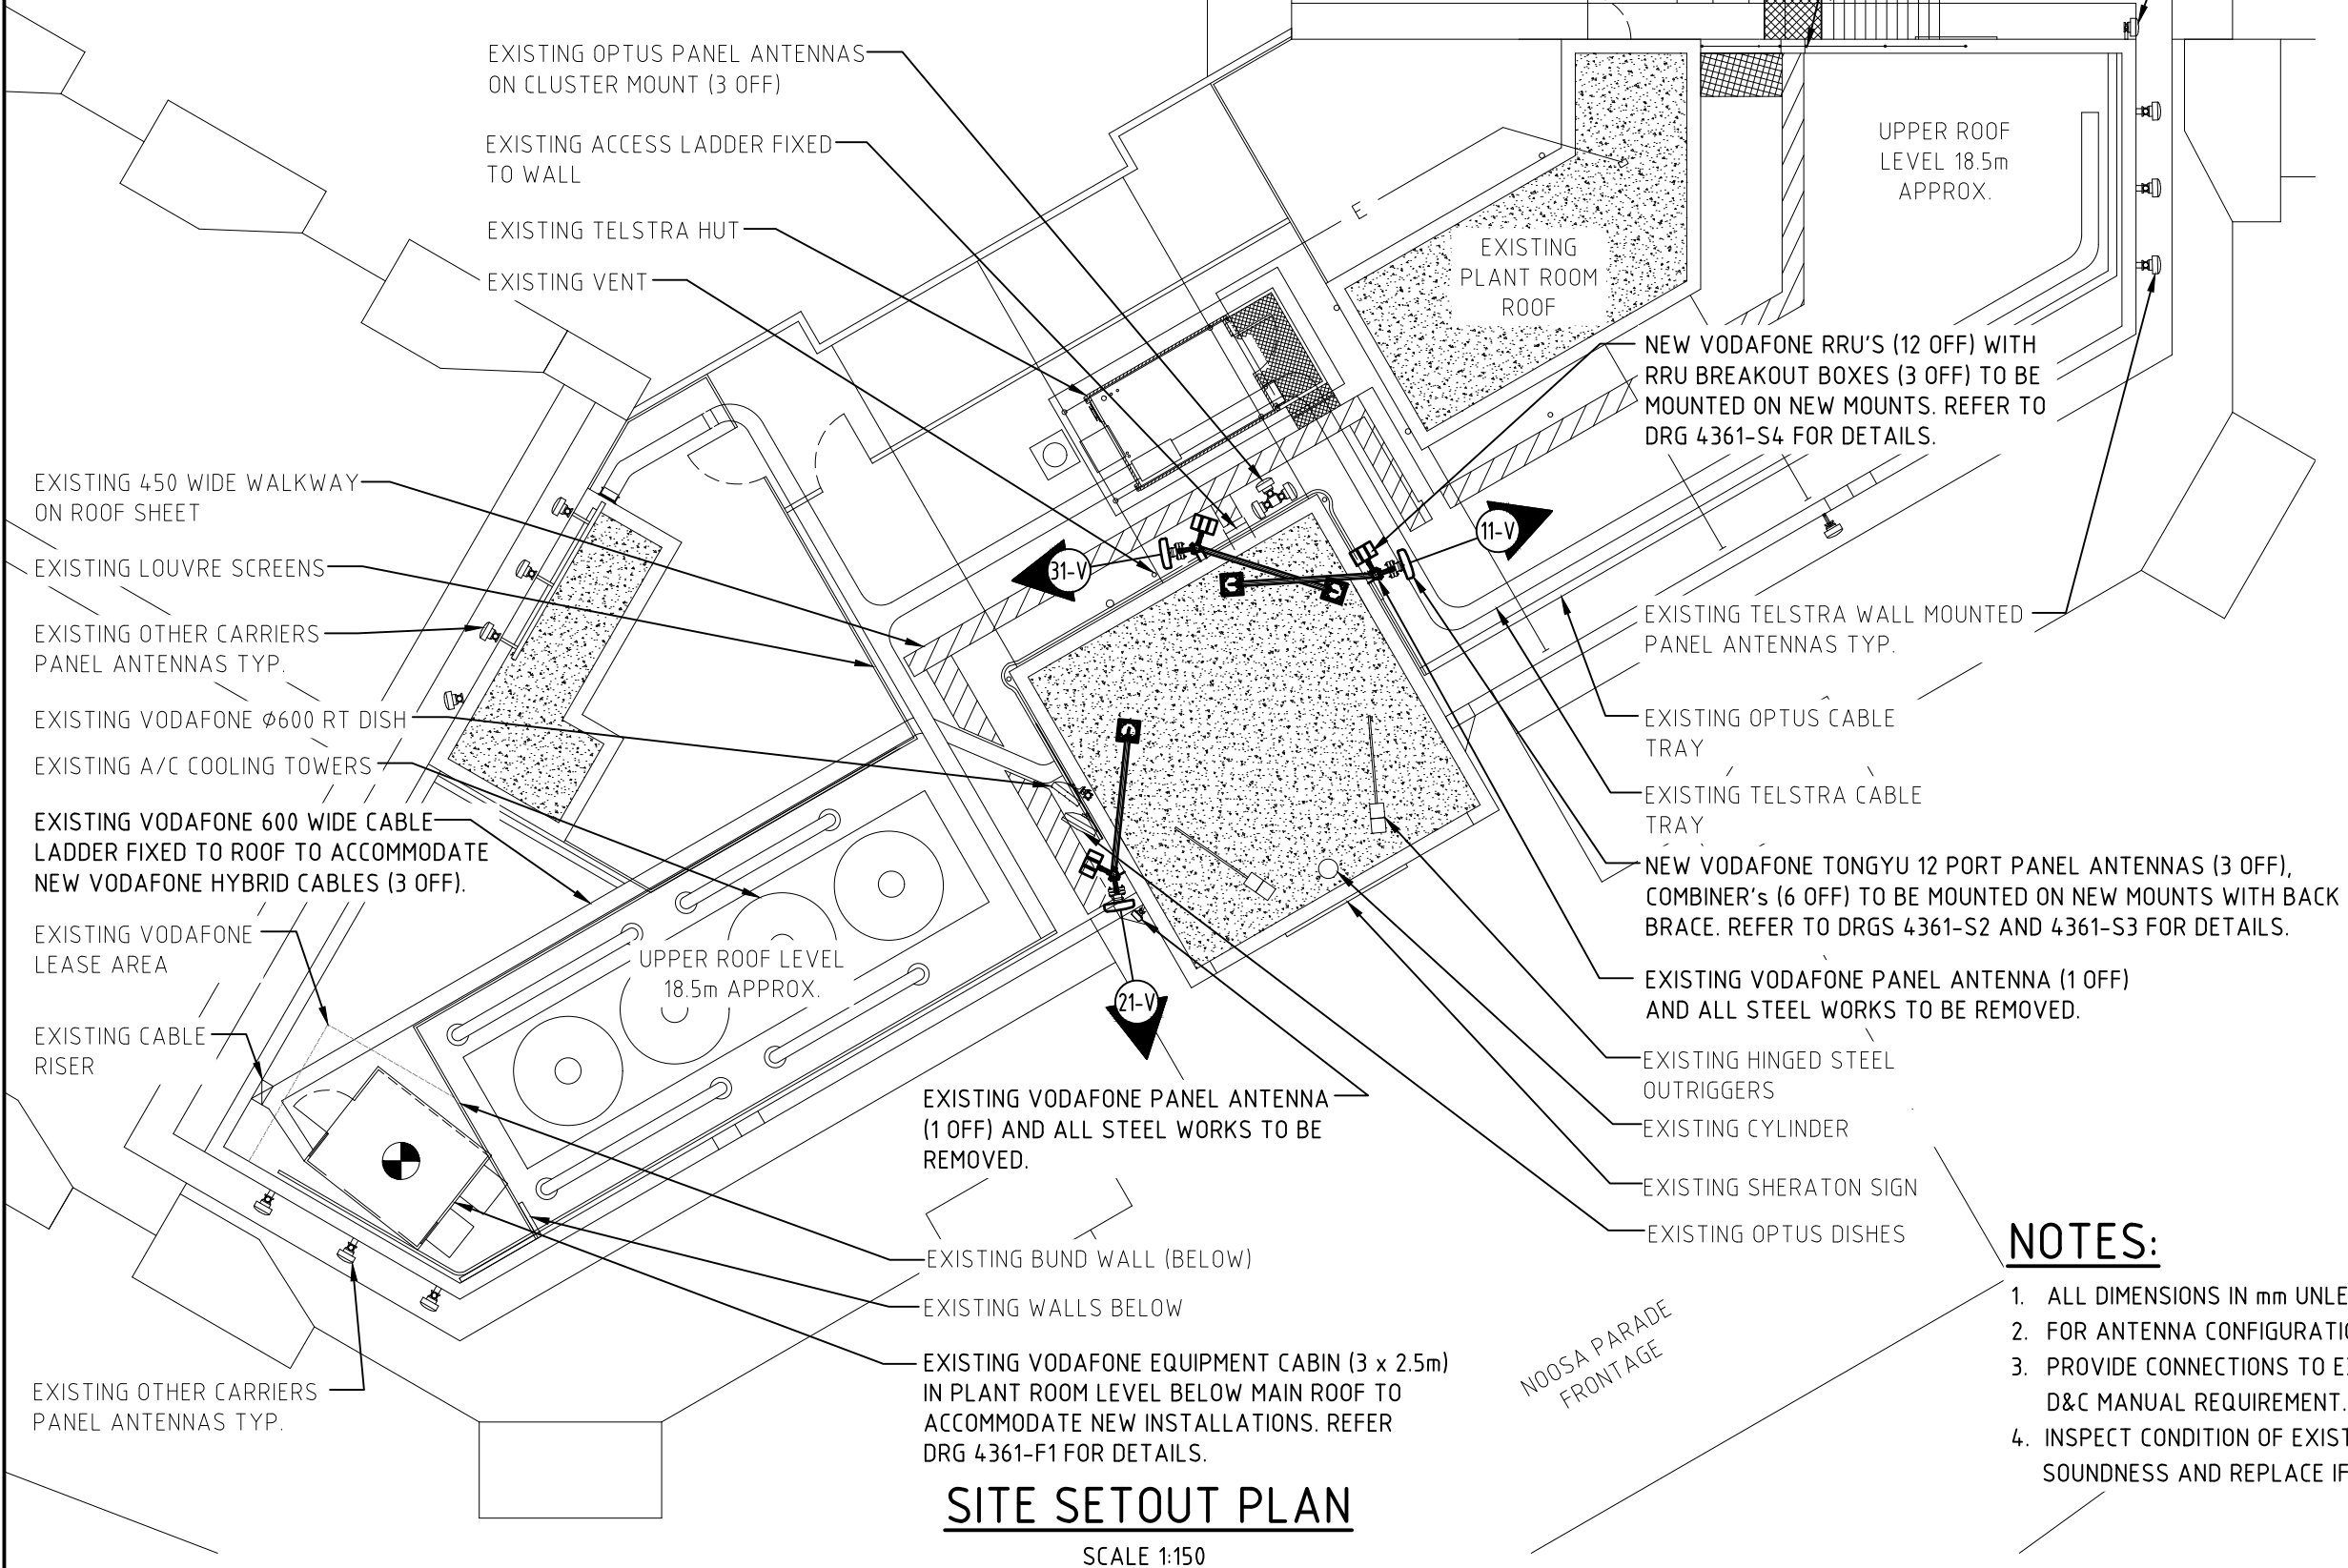 EXISTING OPTUS PANEL ANTENNAS
ON CLUSTER MOUNT (3 OFF)
EXISTING ACCESS LADDER FIXED
TO WALL
EXISTING TELSTRA HUT
EXISTING VENT
EXISTING 450 WIDE WALKWAY
ON ROOF SHEET
EXISTING LOUVRE SCREENS
EXISTING OTHER CARRIERS
PANEL ANTENNAS TYP.
EXISTING VODAFONE Ø600 RT DISH
EXISTING A/C COOLING TOWERS
EXISTING VODAFONE 600 WIDE CABLE
LADDER FIXED TO ROOF TO ACCOMMODATE
NEW VODAFONE HYBRID CABLES (3 OFF).
EXISTING VODAFONE
LEASE AREA
EXISTING CABLE
RISER
EXISTING OTHER CARRIERS
PANEL ANTENNAS TYP.
UPPER ROOF LEVEL
18.5m APPROX.
E
31-V
11-V
21-V
EXISTING
PLANT ROOM
ROOF
UPPER ROOF
LEVEL 18.5m
APPROX.
NEW VODAFONE RRU'S (12 OFF) WITH
RRU BREAKOUT BOXES (3 OFF) TO BE
MOUNTED ON NEW MOUNTS. REFER TO
DRG 4361-S4 FOR DETAILS.
EXISTING TELSTRA WALL MOUNTED
PANEL ANTENNAS TYP.
EXISTING OPTUS CABLE
TRAY
EXISTING TELSTRA CABLE
TRAY
NEW VODAFONE TONGYU 12 PORT PANEL ANTENNAS (3 OFF),
COMBINER's (6 OFF) TO BE MOUNTED ON NEW MOUNTS WITH BACK
BRACE. REFER TO DRGS 4361-S2 AND 4361-S3 FOR DETAILS.
EXISTING VODAFONE PANEL ANTENNA (1 OFF)
AND ALL STEEL WORKS TO BE REMOVED.
EXISTING HINGED STEEL
OUTRIGGERS
EXISTING CYLINDER
EXISTING SHERATON SIGN
EXISTING OPTUS DISHES
EXISTING VODAFONE PANEL ANTENNA
(1 OFF) AND ALL STEEL WORKS TO BE
REMOVED.
EXISTING BUND WALL (BELOW)
EXISTING WALLS BELOW
EXISTING VODAFONE EQUIPMENT CABIN (3 x 2.5m)
IN PLANT ROOM LEVEL BELOW MAIN ROOF TO
ACCOMMODATE NEW INSTALLATIONS. REFER
DRG 4361-F1 FOR DETAILS.
NOOSA PARADE
FRONTAGE
SITE SETOUT PLAN
SCALE 1:150
NOTES:
1. ALL DIMENSIONS IN mm UNLE
2. FOR ANTENNA CONFIGURATI
3. PROVIDE CONNECTIONS TO E
D&C MANUAL REQUIREMENT.
4. INSPECT CONDITION OF EXIST
SOUNDNESS AND REPLACE IF